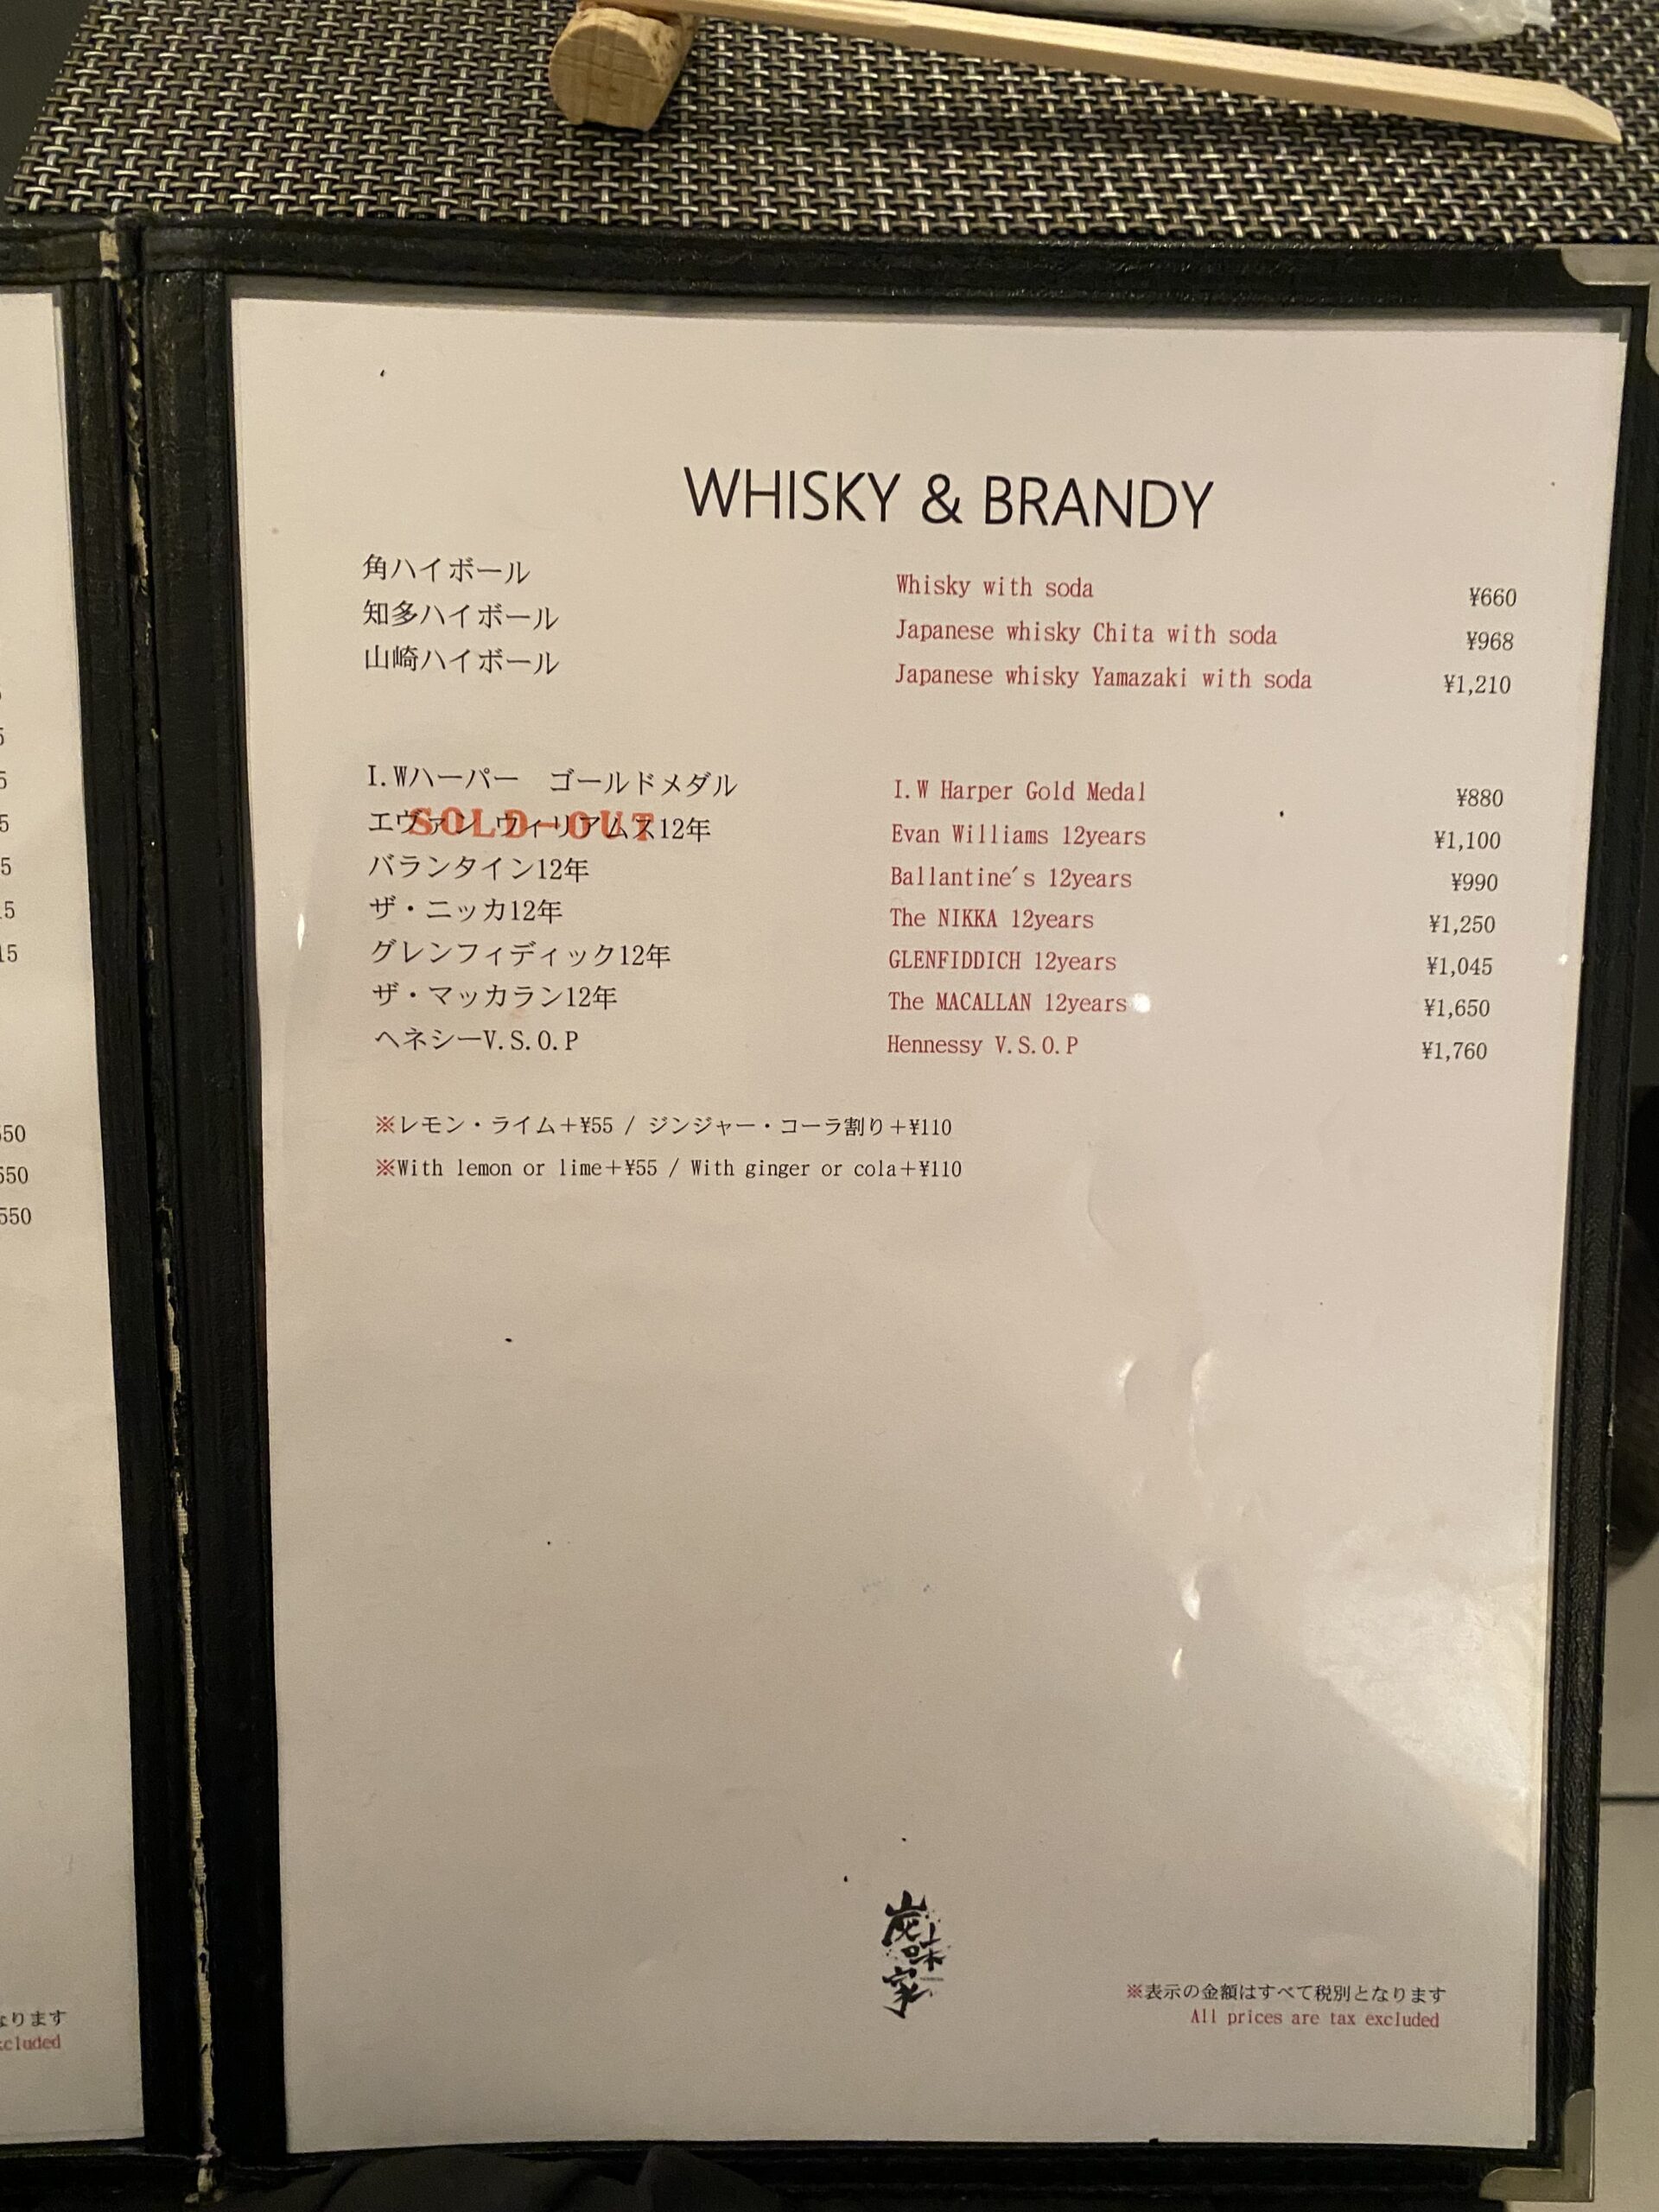 WHISKY & BRANDY
角ハイボール Whisky with soda ¥660
知多ハイボール Japanese whisky Chita with soda ¥968
山崎ハイボール Japanese whisky Yamazaki with soda ¥1,210
I.Wハーパー ゴールドメダル I.W Harper Gold Medal ¥880
エヴァン ウィリアムス12年 Evan Williams 12years ¥1,100
SOLD-OUT
バランタイン12年 Ballantine's 12years ¥990
ザ・ニッカ12年 The NIKKA 12years ¥1,250
グレンフィディック12年 GLENFIDDICH 12years ¥1,045
ザ・マッカラン12年 The MACALLAN 12years ¥1,650
ヘネシーV.S.O.P Hennessy V.S.O.P ¥1,760
※レモン・ライム+¥55 / ジンジャー・コーラ割り+¥110
※With lemon or lime+¥55 / With ginger or cola+¥110
炭味家
※表示の金額はすべて税別となります
All prices are tax excluded